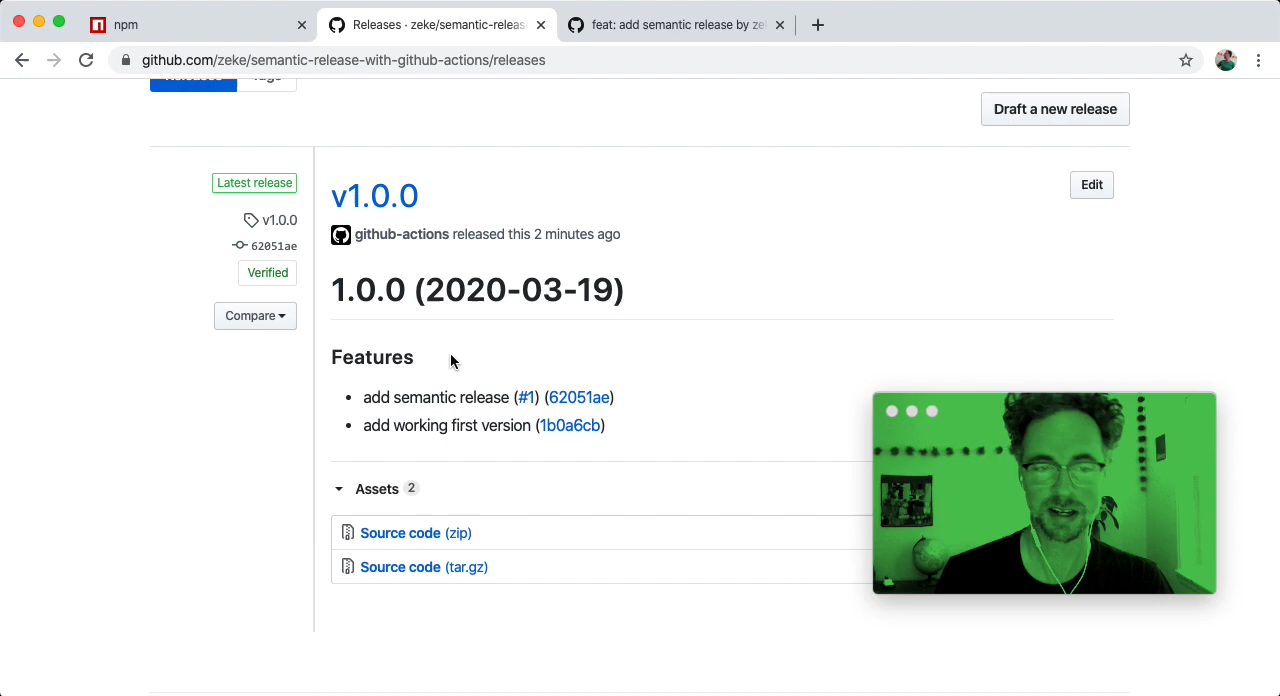 npm
Releases · zeke/semantic-releas
feat: add semantic release by ze
github.com/zeke/semantic-release-with-github-actions/releases
Releases
Tags
Draft a new release
Latest release
v1.0.0
62051ae
Verified
Compare
v1.0.0
Edit
github-actions released this 2 minutes ago
1.0.0 (2020-03-19)
Features
add semantic release (#1) (62051ae)
add working first version (1b0a6cb)
Assets 2
Source code (zip)
Source code (tar.gz)